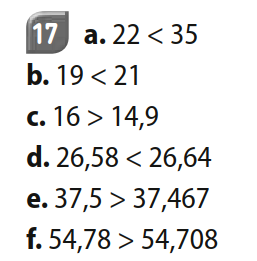 17 a. 22 < 35
b. 19 < 21
c. 16 > 14,9
d. 26,58 < 26,64
e. 37,5 > 37,467
f. 54,78 > 54,708